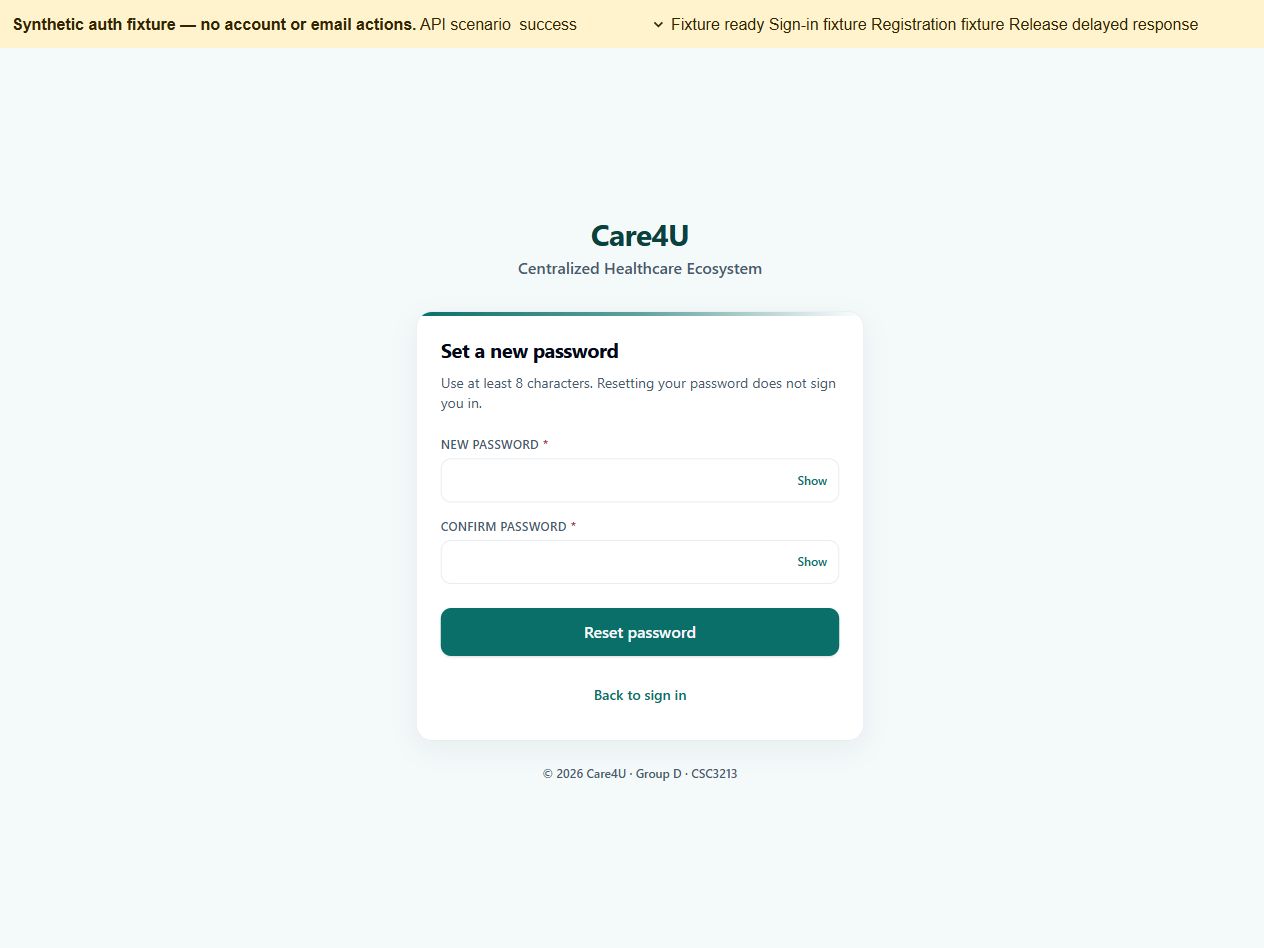 Synthetic auth fixture — no account or email actions. API scenario success Fixture ready Sign-in fixture Registration fixture Release delayed response
Care4U
Centralized Healthcare Ecosystem
Set a new password
Use at least 8 characters. Resetting your password does not sign
you in.
NEW PASSWORD *
Show
CONFIRM PASSWORD *
Show
Reset password
Back to sign in
© 2026 Care4U · Group D · CSC3213